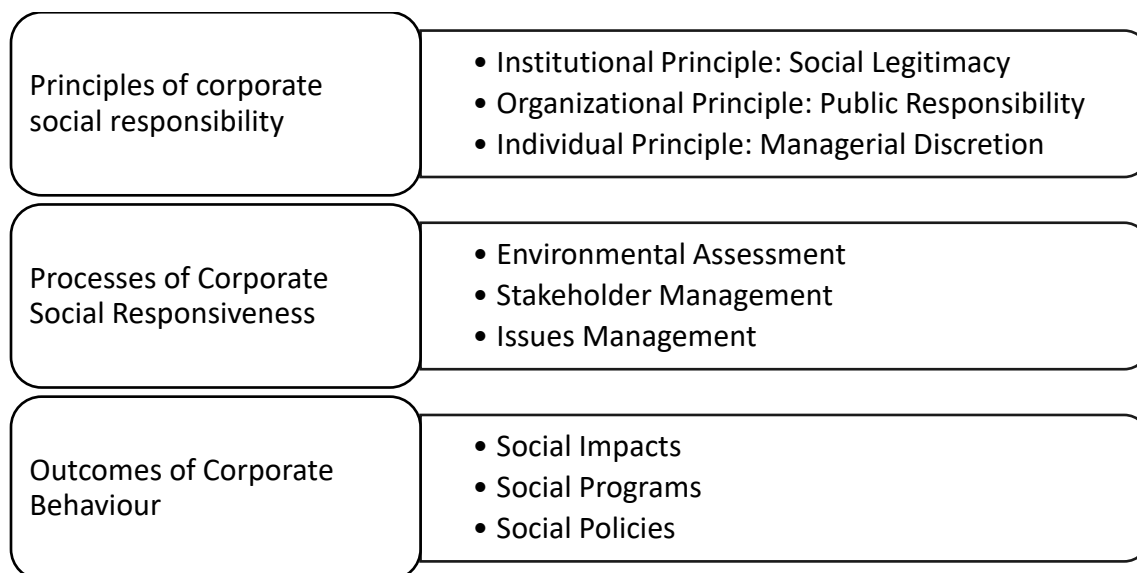 Principles of corporate
social responsibility
• Institutional Principle: Social Legitimacy
• Organizational Principle: Public Responsibility
• Individual Principle: Managerial Discretion
Processes of Corporate
Social Responsiveness
• Environmental Assessment
• Stakeholder Management
• Issues Management
Outcomes of Corporate
Behaviour
• Social Impacts
• Social Programs
• Social Policies